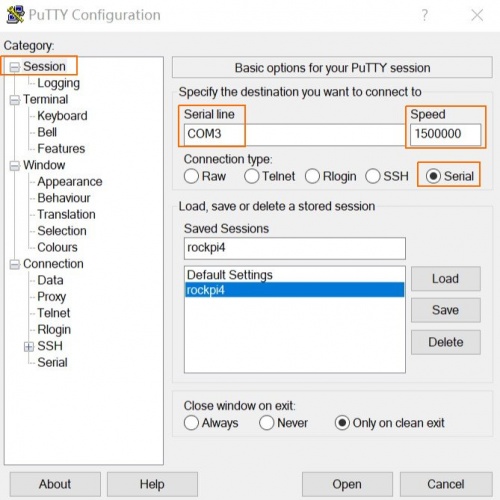 PuTTY Configuration
?
Category:
Session
Logging
Terminal
Keyboard
Bell
Features
Window
Appearance
Behaviour
Translation
Selection
Colours
Connection
Data
Proxy
Telnet
Rlogin
SSH
Serial
Basic options for your PuTTY session
Specify the destination you want to connect to
Serial line Speed
COM3 1500000
Connection type:
Raw Telnet Rlogin SSH Serial
Load, save or delete a stored session
Saved Sessions
rockpi4
Default Settings
rockpi4
Load
Save
Delete
Close window on exit:
Always Never Only on clean exit
About Help Open Cancel